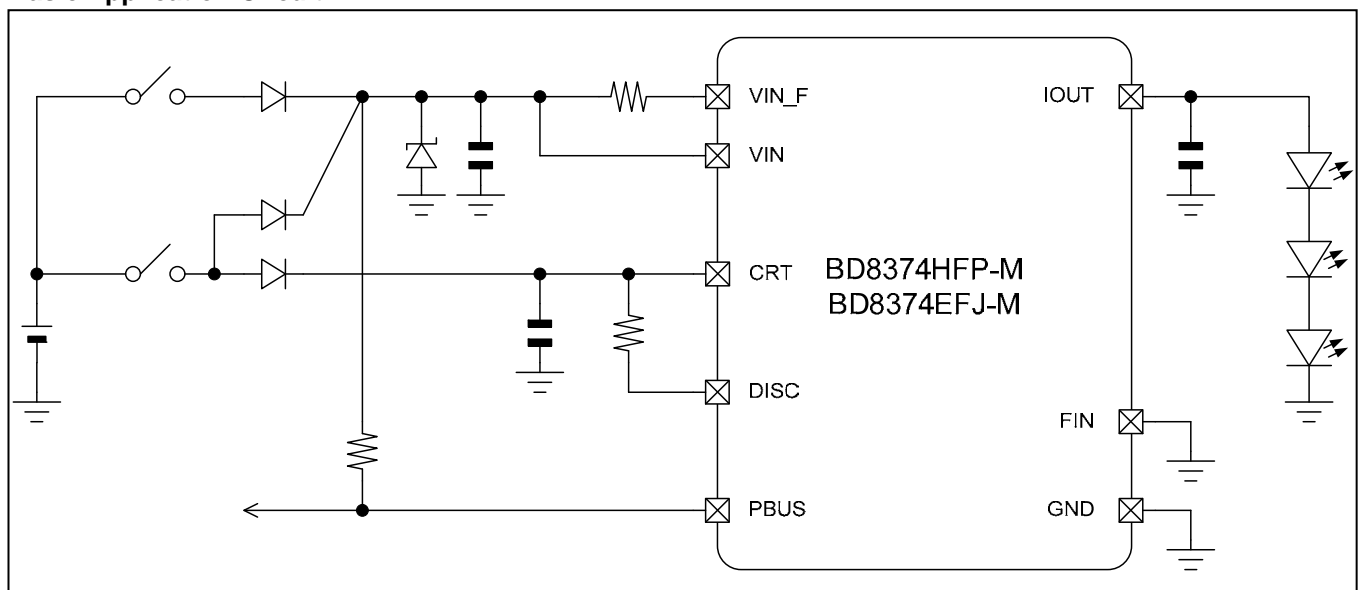 VIN_F
IOUT
VIN
CRT
BD8374HFP-M
BD8374EFJ-M
DISC
FIN
PBUS
GND